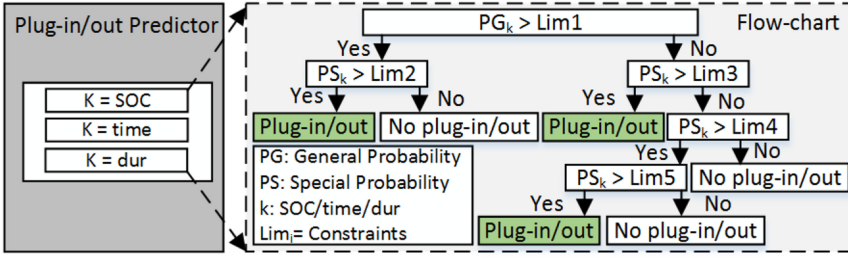 Plug-in/out Predictor
K = SOC
K = time
K = dur
Flow-chart
PGk > Lim1
Yes
No
PSk > Lim2
PSk > Lim3
Yes
No
Yes
No
Plug-in/out
No plug-in/out
Plug-in/out
PSk > Lim4
Yes
No
PSk > Lim5
No plug-in/out
Yes
No
Plug-in/out
No plug-in/out
PG: General Probability
PS: Special Probability
k: SOC/time/dur
Limi= Constraints